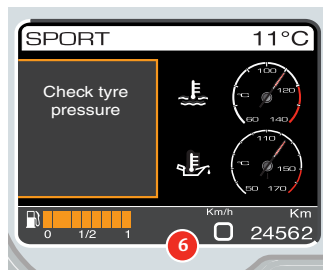 SPORT 11°C
Check tyre
pressure
100
°C 120
60 140
110
°C 150
50 170
Km/h Km
0 1/2 1 0 24562
6